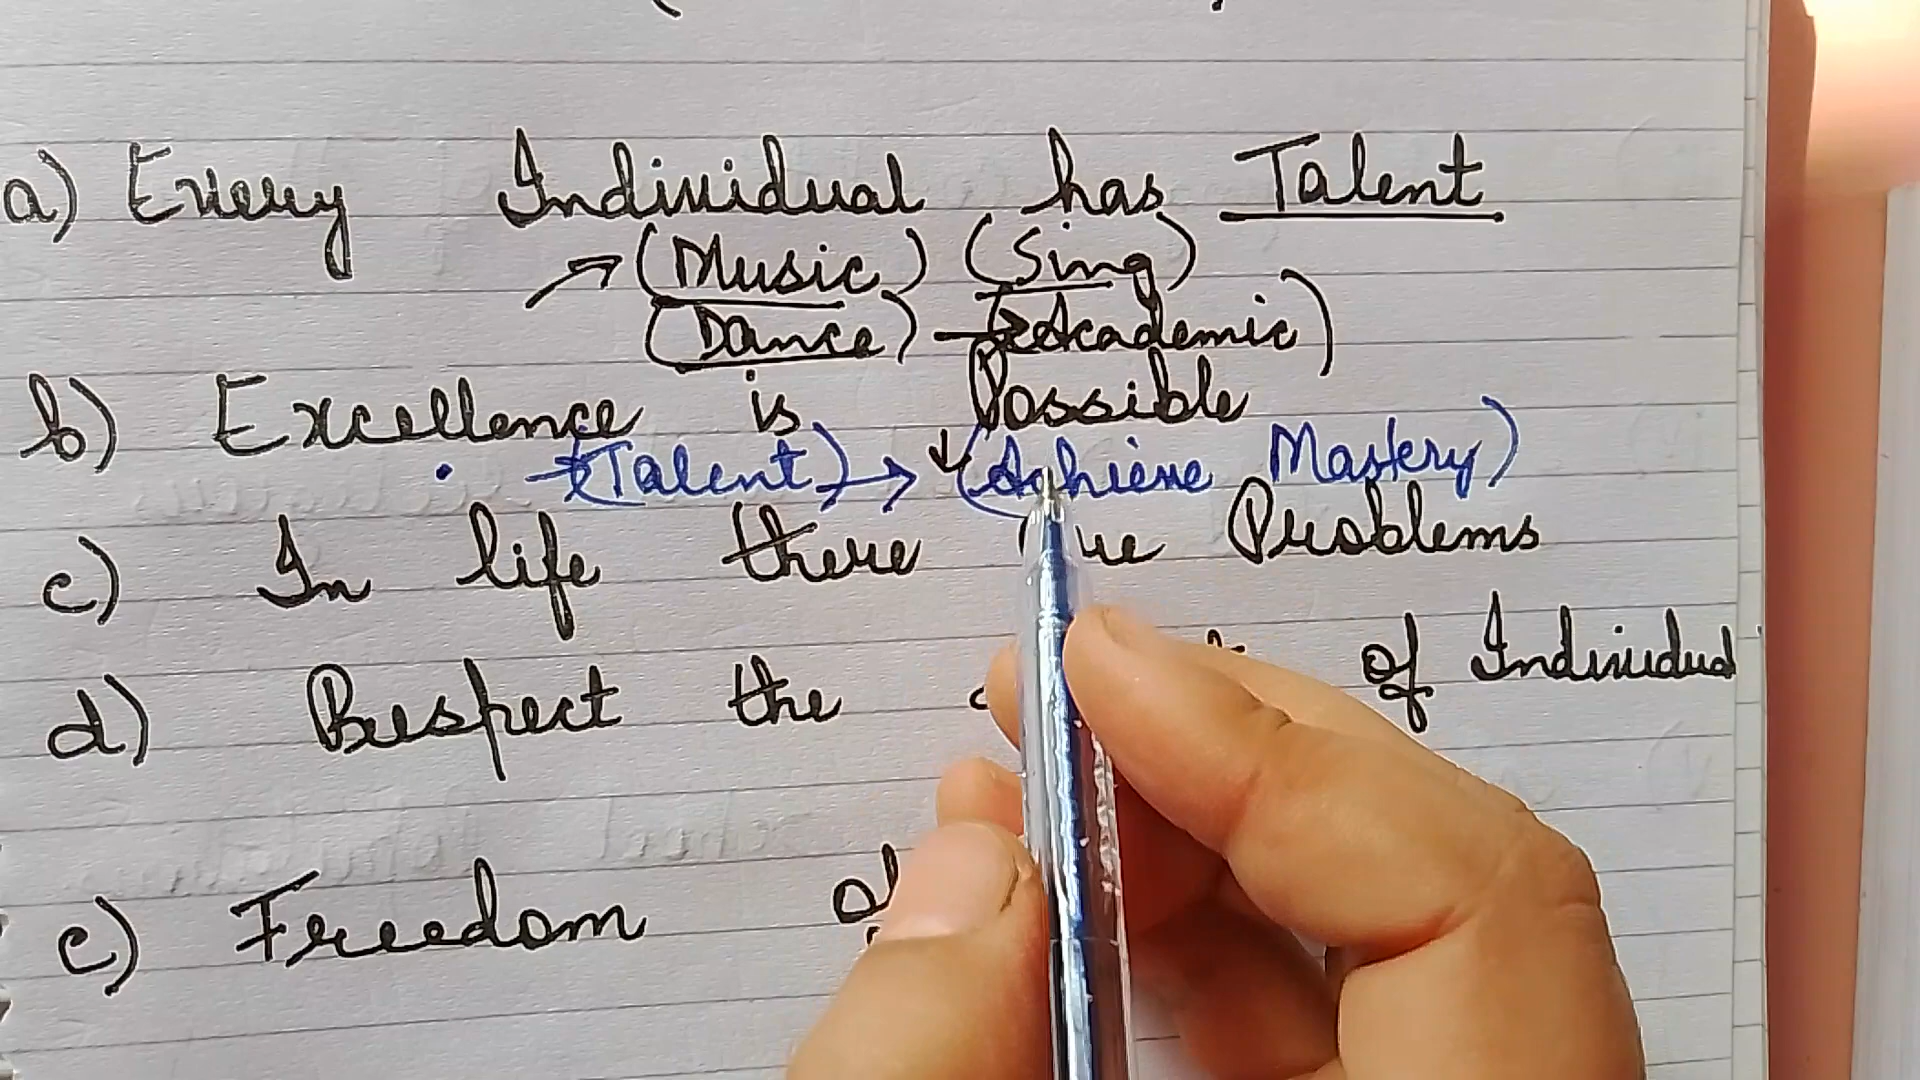 a) Every Individual has Talent
→ (Music) (Sing)
(Dance) → (Academic)
b) Excellence is Possible
• → (Talent) → ↓ (Achieve Mastery)
c) In life there are Problems
d) Respect the of Individual
e) Freedom of